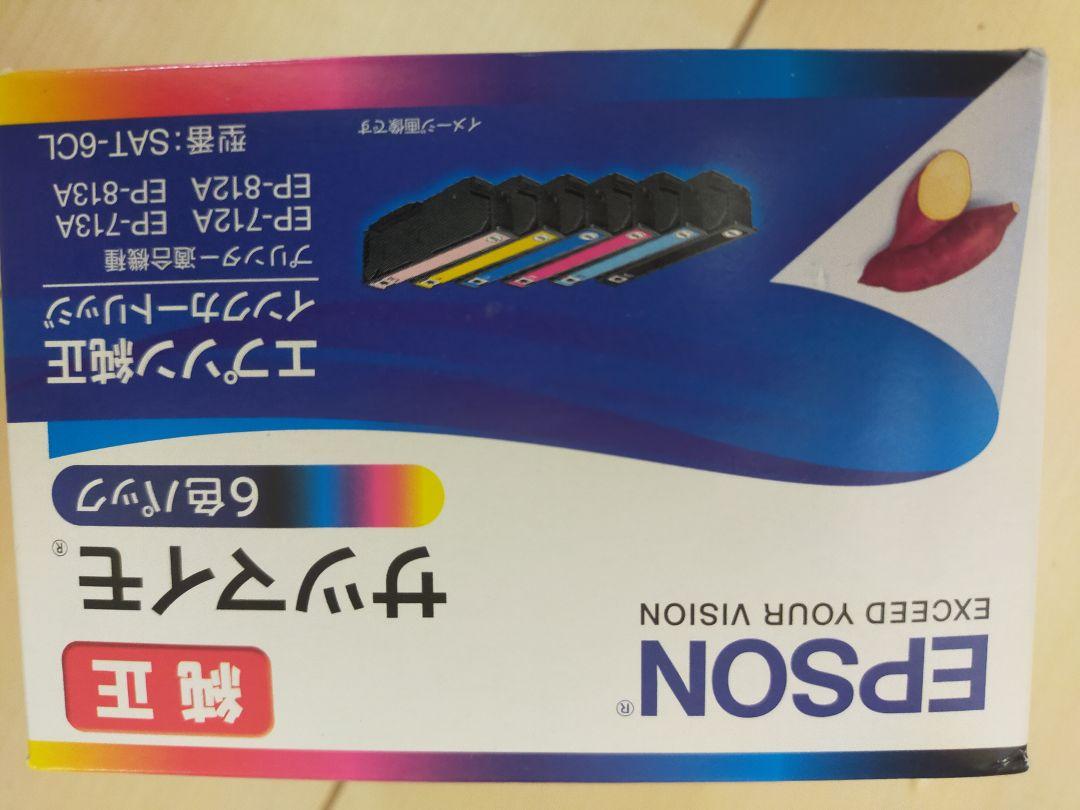 EPSON®
EXCEED YOUR VISION
純正
サツマイモ®
6色パック
エプソン純正
インクカートリッジ
プリンター適合機種
EP-712A EP-713A
EP-812A EP-813A
型番：SAT-6CL
イメージ画像です